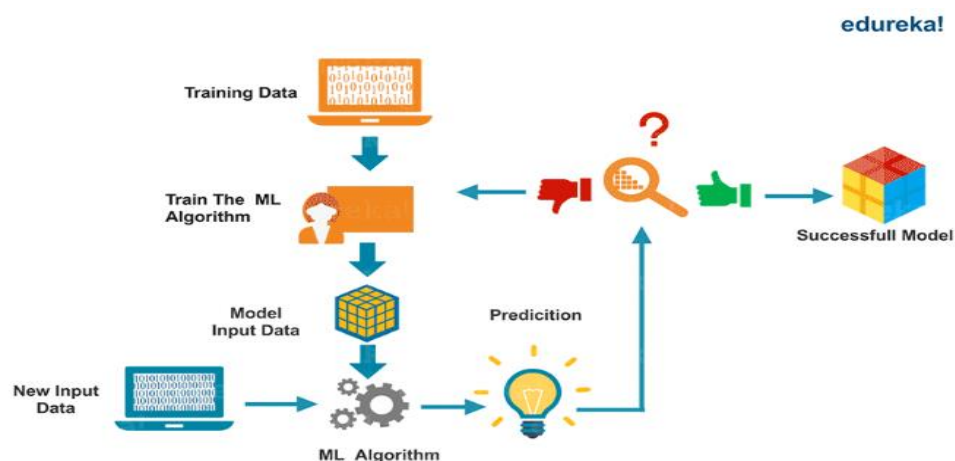 edureka!
Training Data
Train The ML
Algorithm
?
Successfull Model
Model
Input Data
Predicition
New Input
Data
ML Algorithm